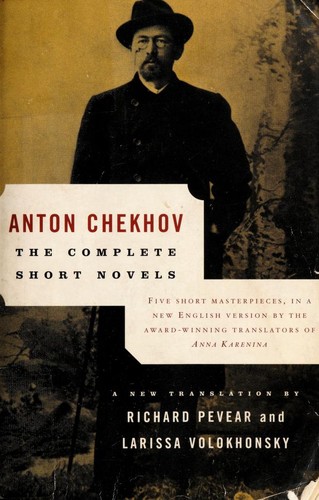 ANTON CHEKHOV
THE COMPLETE
SHORT NOVELS
FIVE SHORT MASTERPIECES, IN A
NEW ENGLISH VERSION BY THE
AWARD-WINNING TRANSLATORS OF
ANNA KARENINA
A NEW TRANSLATION BY
RICHARD PEVEAR and
LARISSA VOLOKHONSKY